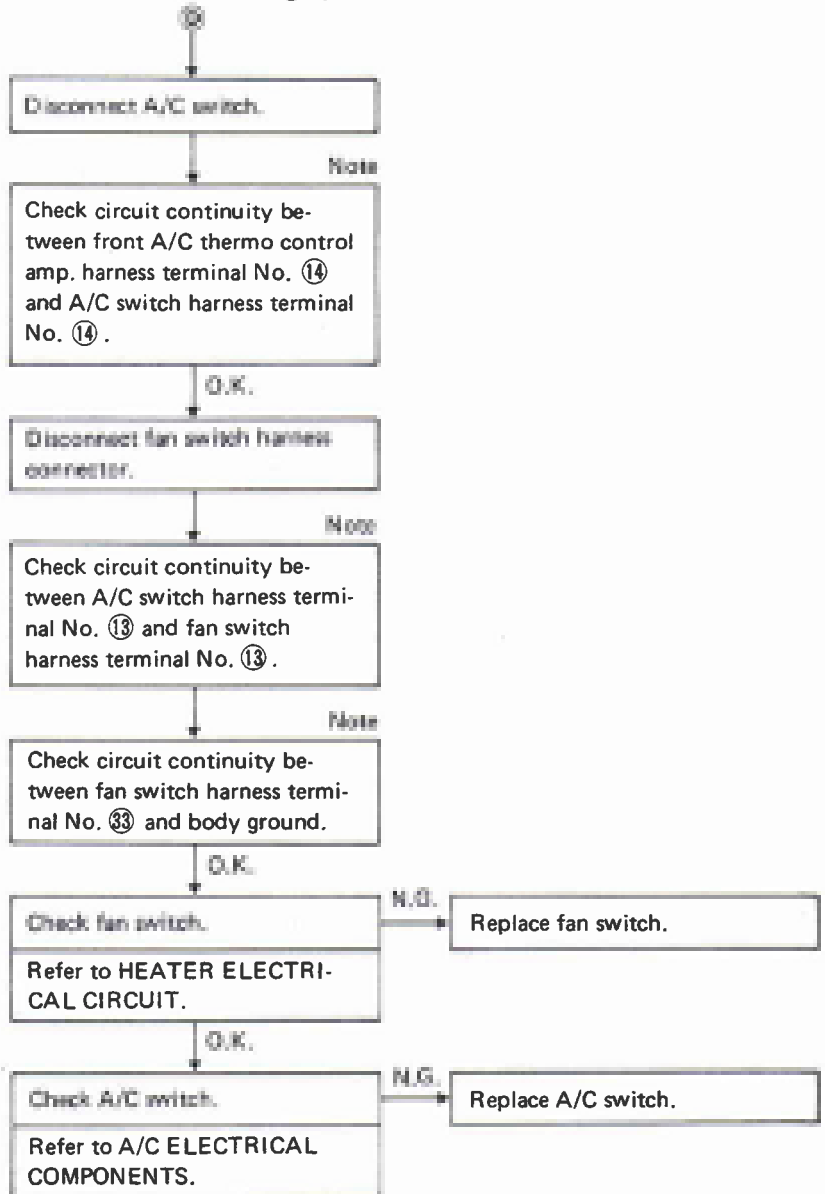 Disconnect A/C switch.
Note
Check circuit continuity be-
tween front A/C thermo control
amp. harness terminal No. ⑭
and A/C switch harness terminal
No. ⑭ .
O.K.
Disconnect fan switch harness
connector.
Note
Check circuit continuity be-
tween A/C switch harness termi-
nal No. ⑬ and fan switch
harness terminal No. ⑬ .
Note
Check circuit continuity be-
tween fan switch harness termi-
nal No. ㉝ and body ground.
O.K.
Check fan switch.
N.G.
Replace fan switch.
Refer to HEATER ELECTRI-
CAL CIRCUIT.
O.K.
Check A/C switch.
N.G.
Replace A/C switch.
Refer to A/C ELECTRICAL
COMPONENTS.